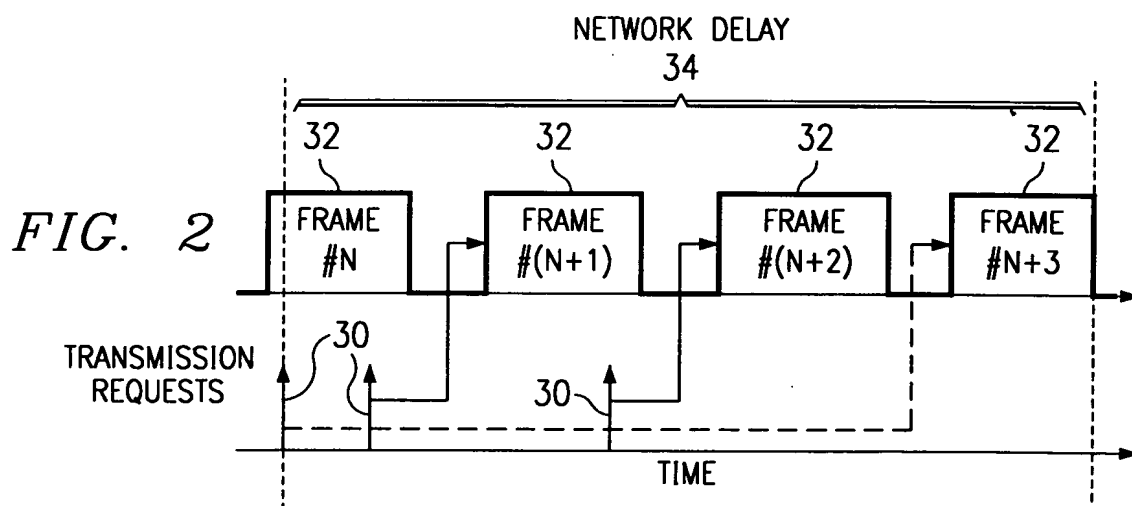 NETWORK DELAY
34
32 32 32 32
FIG. 2
FRAME #N
FRAME #(N+1)
FRAME #(N+2)
FRAME #N+3
TRANSMISSION REQUESTS
30
30
TIME